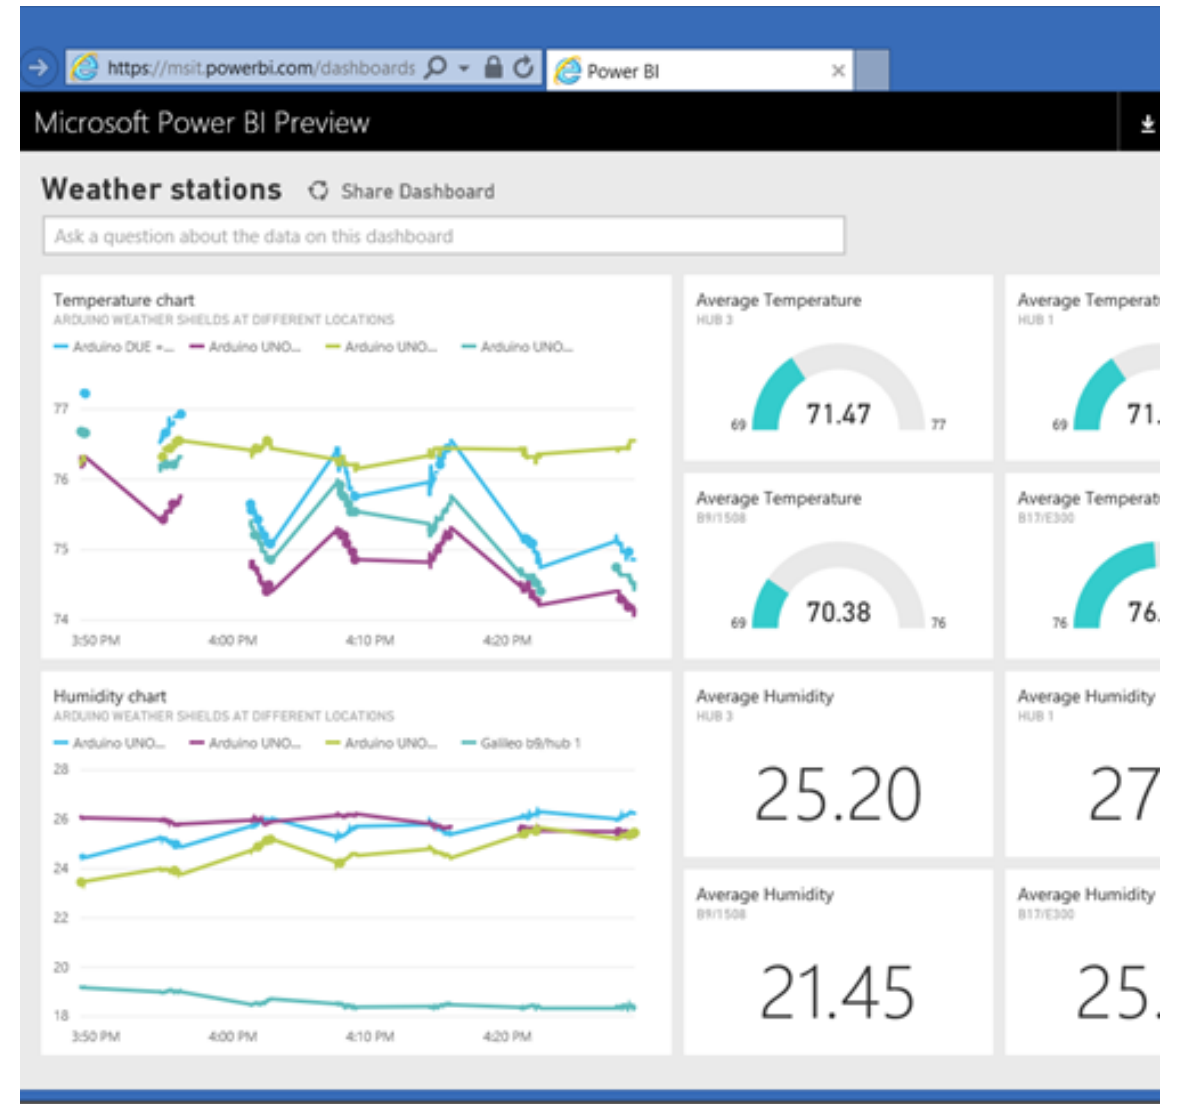 https://msit.powerbi.com/dashboards
Power BI
Microsoft Power BI Preview
Weather stations
Share Dashboard
Ask a question about the data on this dashboard
Temperature chart
ARDUINO WEATHER SHIELDS AT DIFFERENT LOCATIONS
Arduino DUE =... Arduino UNO... Arduino UNO... Arduino UNO...
77
76
75
74
3:50 PM 4:00 PM 4:10 PM 4:20 PM
Average Temperature
HUB 3
71.47
69 77
Average Temperat
HUB 1
71.
69
Average Temperature
B9/1508
70.38
69 76
Average Temperat
B17/E300
76.
76
Humidity chart
ARDUINO WEATHER SHIELDS AT DIFFERENT LOCATIONS
Arduino UNO... Arduino UNO... Arduino UNO... Galileo b9/hub 1
28
26
24
22
20
18
3:50 PM 4:00 PM 4:10 PM 4:20 PM
Average Humidity
HUB 3
25.20
Average Humidity
HUB 1
27
Average Humidity
B9/1508
21.45
Average Humidity
B17/E300
25.